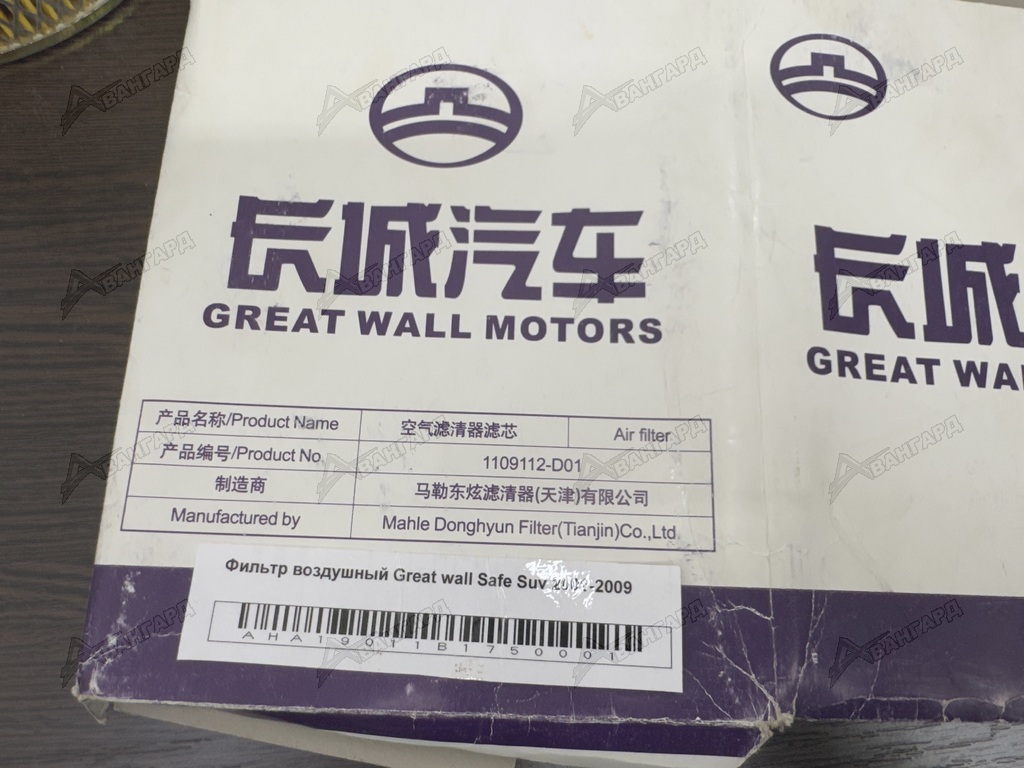 长城汽车
GREAT WALL MOTORS
长城
GREAT
产品名称/Product Name 空气滤清器滤芯 Air filter
产品编号/Product No. 1109112-D01
制造商 马勒东炫滤清器(天津)有限公司
Manufactured by Mahle Donghyun Filter(Tianjin)Co.,Ltd
Фильтр воздушный Great wall Safe Suv -2009
AHA19011B1750001
АВАНГАРД